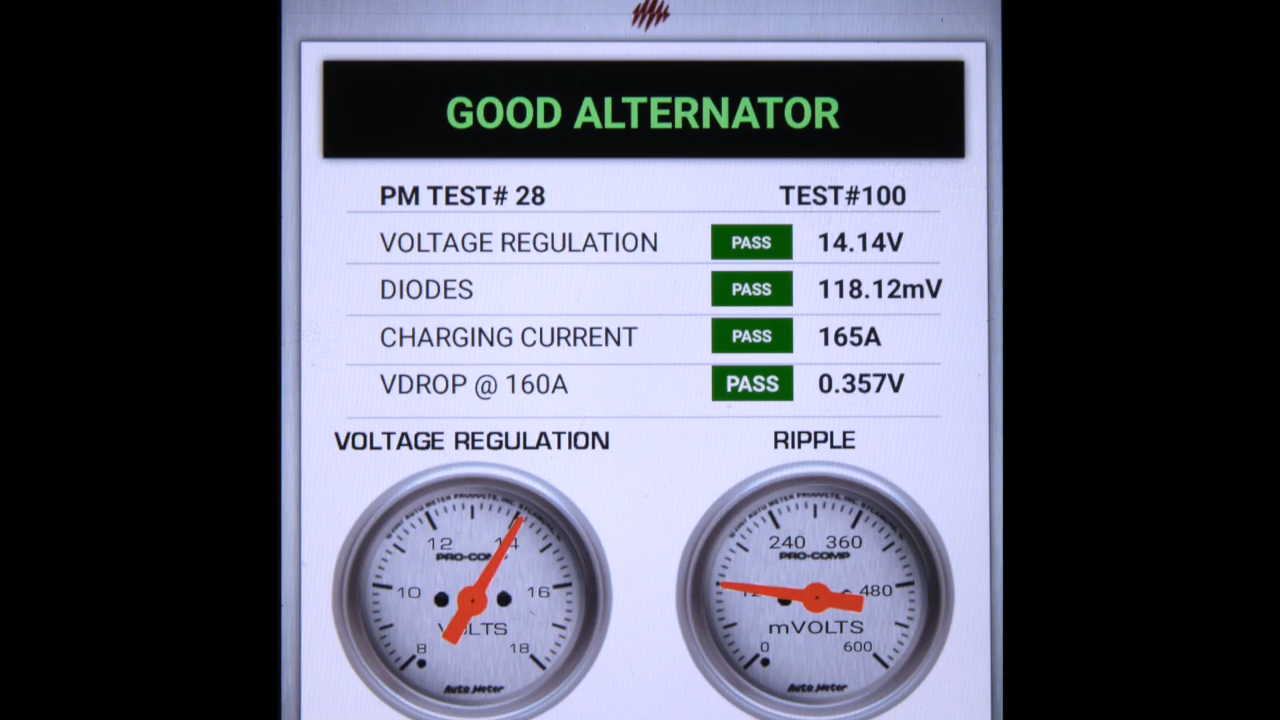 GOOD ALTERNATOR
PM TEST# 28 TEST#100
VOLTAGE REGULATION PASS 14.14V
DIODES PASS 118.12mV
CHARGING CURRENT PASS 165A
VDROP @ 160A PASS 0.357V
VOLTAGE REGULATION RIPPLE
12 14
PRO-COMP
10 16
VOLTS
8 18
Auto Meter
240 360
PRO-COMP
480
mVOLTS
0 600
Auto Meter